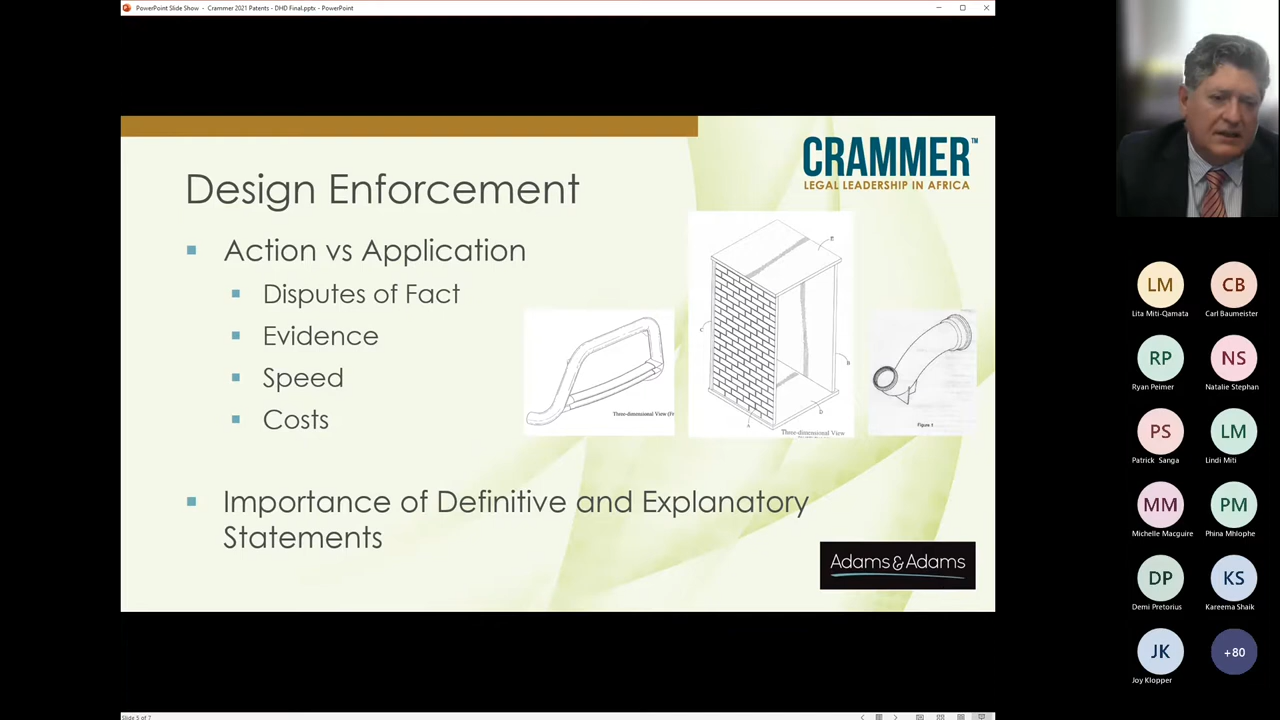 PowerPoint Slide Show - Crammer 2021 Patents - DHD Final.pptx - PowerPoint
CRAMMER™
LEGAL LEADERSHIP IN AFRICA
Design Enforcement
Action vs Application
Disputes of Fact
Evidence
Speed
Costs
Three-dimensional View (Fr
E
C
B
D
A
Three-dimensional View
Figure 1
Importance of Definitive and Explanatory
Statements
Adams & Adams
LM
Lita Miti-Qamata
CB
Carl Baumeister
RP
Ryan Peimer
NS
Natalie Stephan
PS
Patrick Sanga
LM
Lindi Miti
MM
Michelle Macguire
PM
Phina Mhlophe
DP
Demi Pretorius
KS
Kareema Shaik
JK
Joy Klopper
+80
Slide 5 of 7